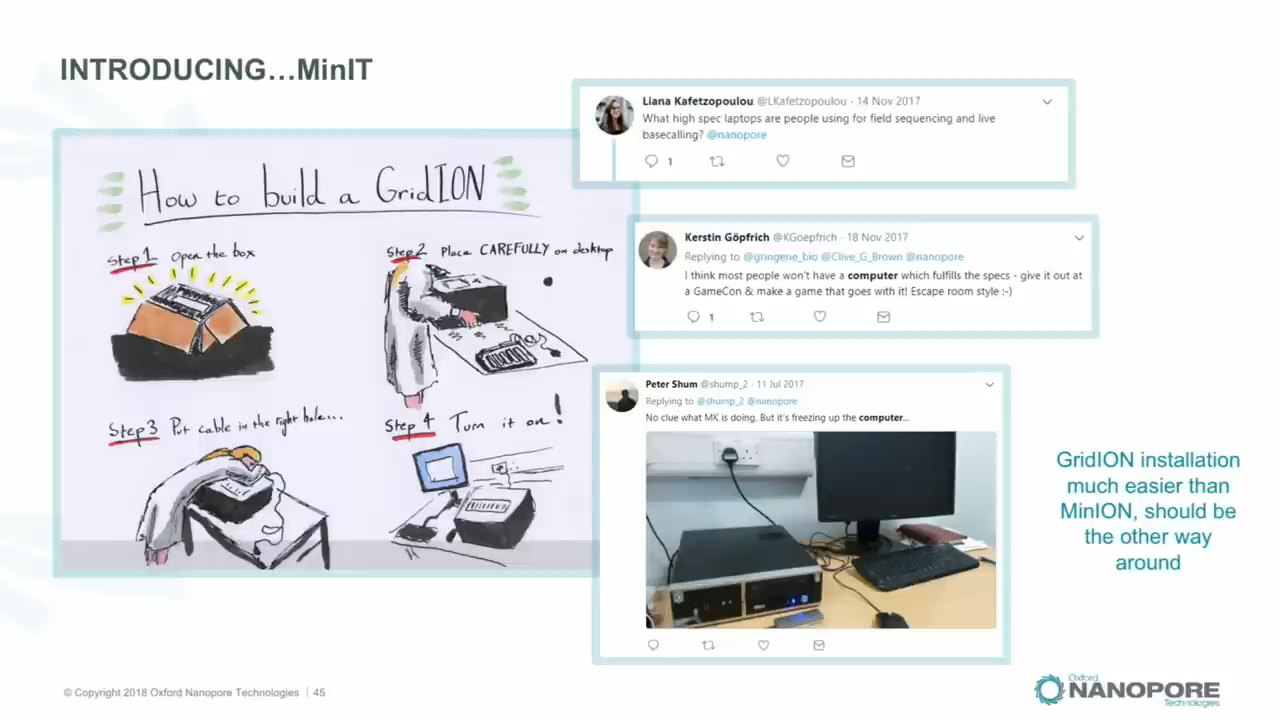 INTRODUCING...MinIT
How to build a GridION
Step 1 Open the box
Step 2 Place CAREFULLY on desktop
Step 3 Put cable in the right hole...
Step 4 Turn it on!
Liana Kafetzopoulou @LKafetzopoulou · 14 Nov 2017
What high spec laptops are people using for field sequencing and live
basecalling? @nanopore
1
Kerstin Göpfrich @KGoepfrich · 18 Nov 2017
Replying to @gringene_bio @Clive_G_Brown @nanopore
I think most people won't have a computer which fulfills the specs - give it out at
a GameCon & make a game that goes with it! Escape room style :-)
1
Peter Shum @shump_2 · 11 Jul 2017
Replying to @shump_2 @nanopore
No clue what MK is doing. But it's freezing up the computer...
GridION installation
much easier than
MinION, should be
the other way
around
© Copyright 2018 Oxford Nanopore Technologies | 45
Oxford
NANOPORE
Technologies